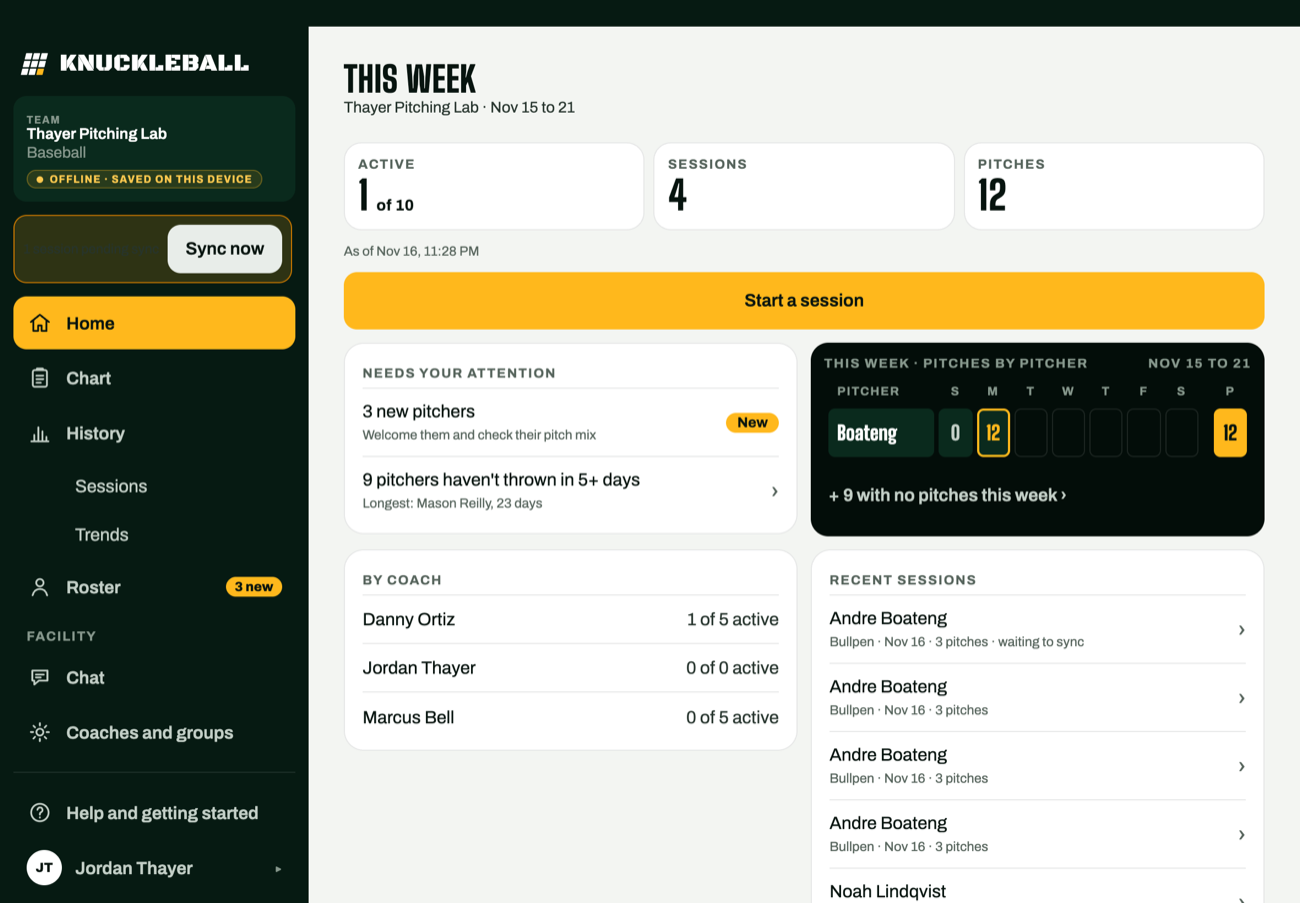 KNUCKLEBALL
TEAM
Thayer Pitching Lab
Baseball
OFFLINE · SAVED ON THIS DEVICE
Sync now
Home
Chart
History
Sessions
Trends
Roster
3 new
FACILITY
Chat
Coaches and groups
Help and getting started
JT
Jordan Thayer
THIS WEEK
Thayer Pitching Lab · Nov 15 to 21
ACTIVE
1 of 10
SESSIONS
4
PITCHES
12
As of Nov 16, 11:28 PM
Start a session
NEEDS YOUR ATTENTION
3 new pitchers
Welcome them and check their pitch mix
New
9 pitchers haven't thrown in 5+ days
Longest: Mason Reilly, 23 days
THIS WEEK · PITCHES BY PITCHER NOV 15 TO 21
PITCHER S M T W T F S P
Boateng 0 12 12
+ 9 with no pitches this week ›
BY COACH
Danny Ortiz 1 of 5 active
Jordan Thayer 0 of 0 active
Marcus Bell 0 of 5 active
RECENT SESSIONS
Andre Boateng
Bullpen · Nov 16 · 3 pitches · waiting to sync
Andre Boateng
Bullpen · Nov 16 · 3 pitches
Andre Boateng
Bullpen · Nov 16 · 3 pitches
Andre Boateng
Bullpen · Nov 16 · 3 pitches
Noah Lindqvist